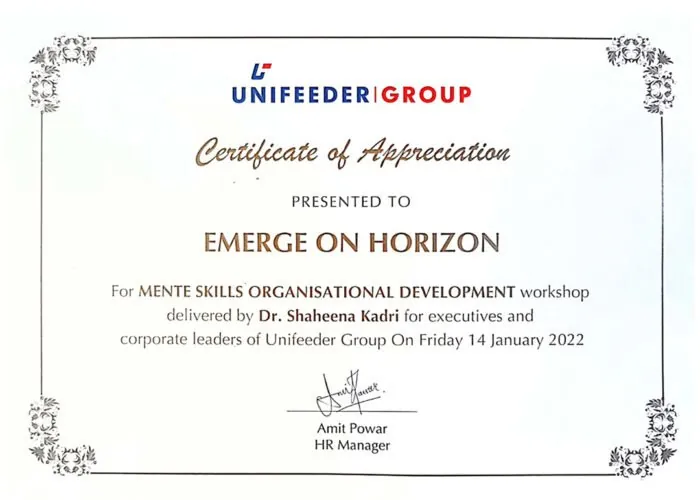 UNIFEEDER|GROUP
Certificate of Appreciation
PRESENTED TO
EMERGE ON HORIZON
For MENTE SKILLS ORGANISATIONAL DEVELOPMENT workshop
delivered by Dr. Shaheena Kadri for executives and
corporate leaders of Unifeeder Group On Friday 14 January 2022
Amit Powar
HR Manager